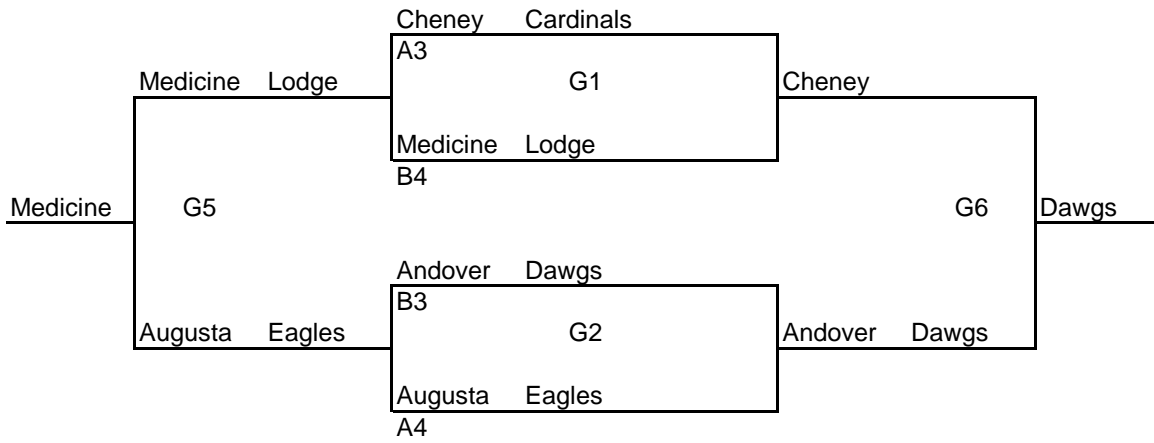 Cheney Cardinals
A3
Medicine Lodge G1 Cheney
Medicine Lodge
B4
Medicine G5 G6 Dawgs
Andover Dawgs
B3
Augusta Eagles G2 Andover Dawgs
Augusta Eagles
A4